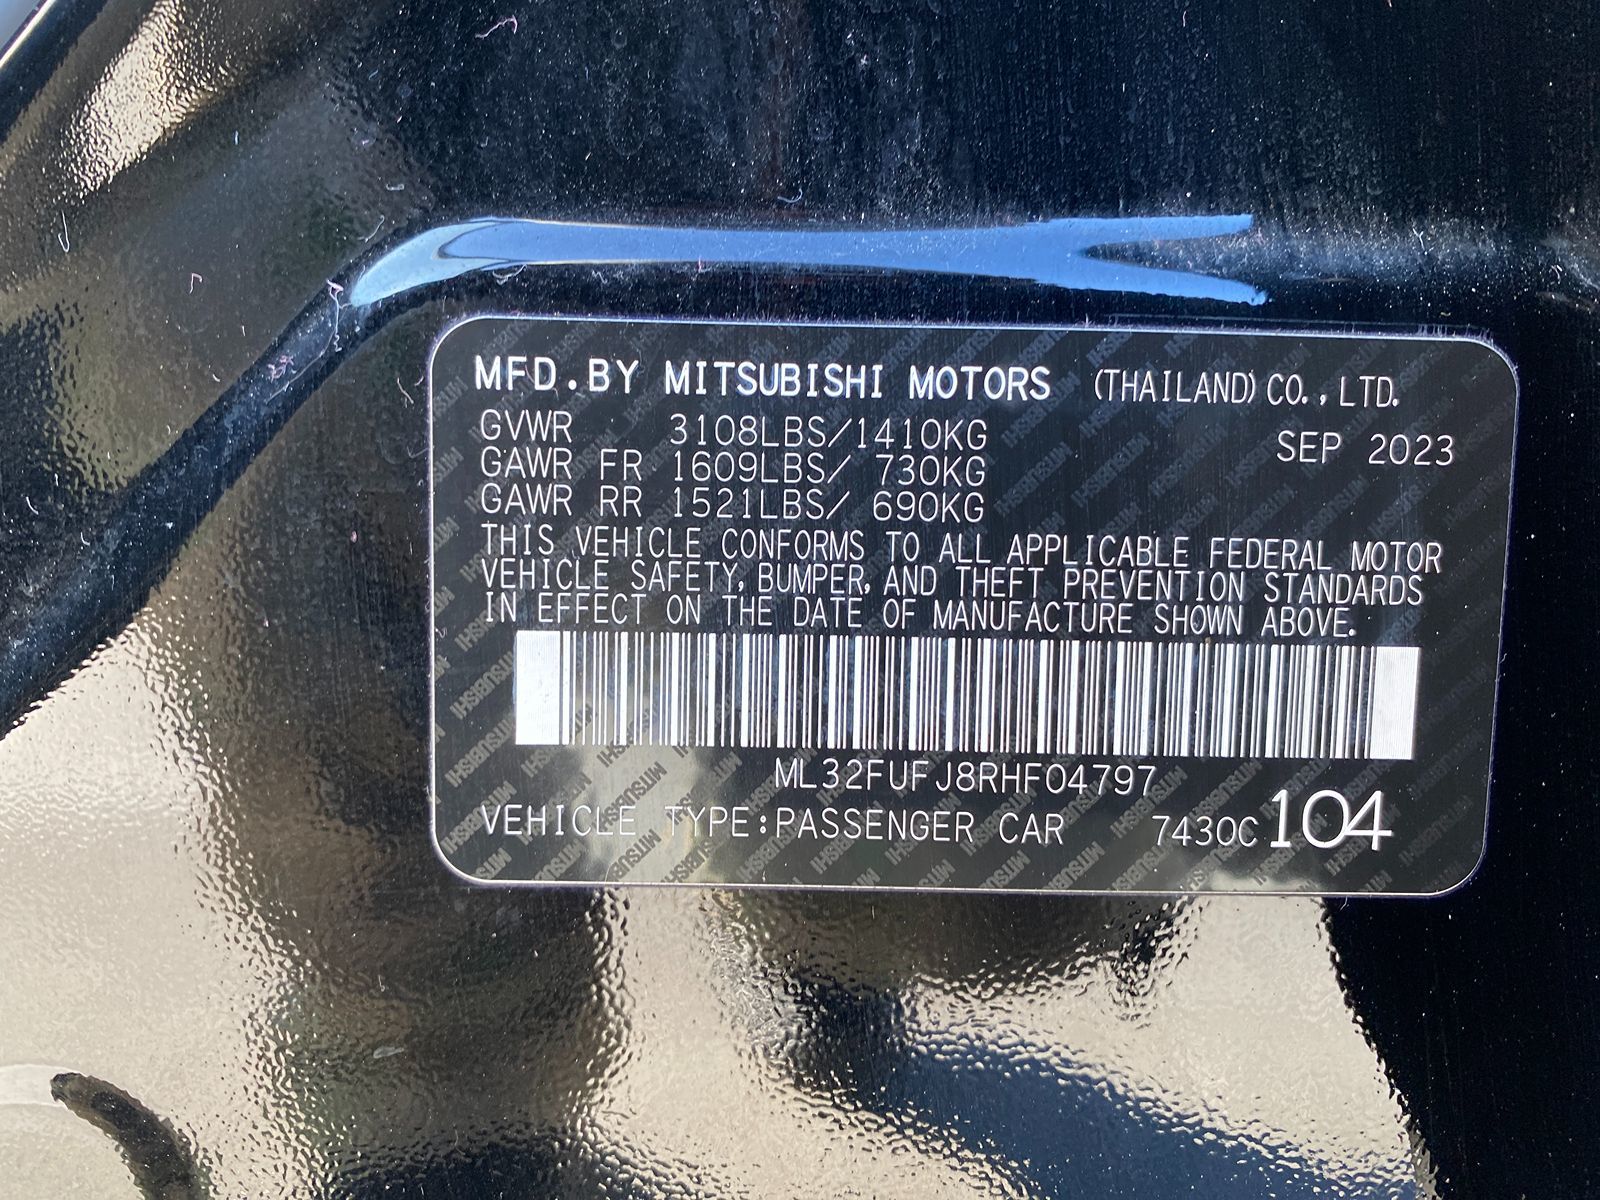 MFD.BY MITSUBISHI MOTORS (THAILAND) CO.,LTD.
GVWR 3108LBS/1410KG SEP 2023
GAWR FR 1609LBS/ 730KG
GAWR RR 1521LBS/ 690KG
THIS VEHICLE CONFORMS TO ALL APPLICABLE FEDERAL MOTOR
VEHICLE SAFETY, BUMPER, AND THEFT PREVENTION STANDARDS
IN EFFECT ON THE DATE OF MANUFACTURE SHOWN ABOVE.
ML32FUFJ8RHF04797
VEHICLE TYPE:PASSENGER CAR 7430C 104